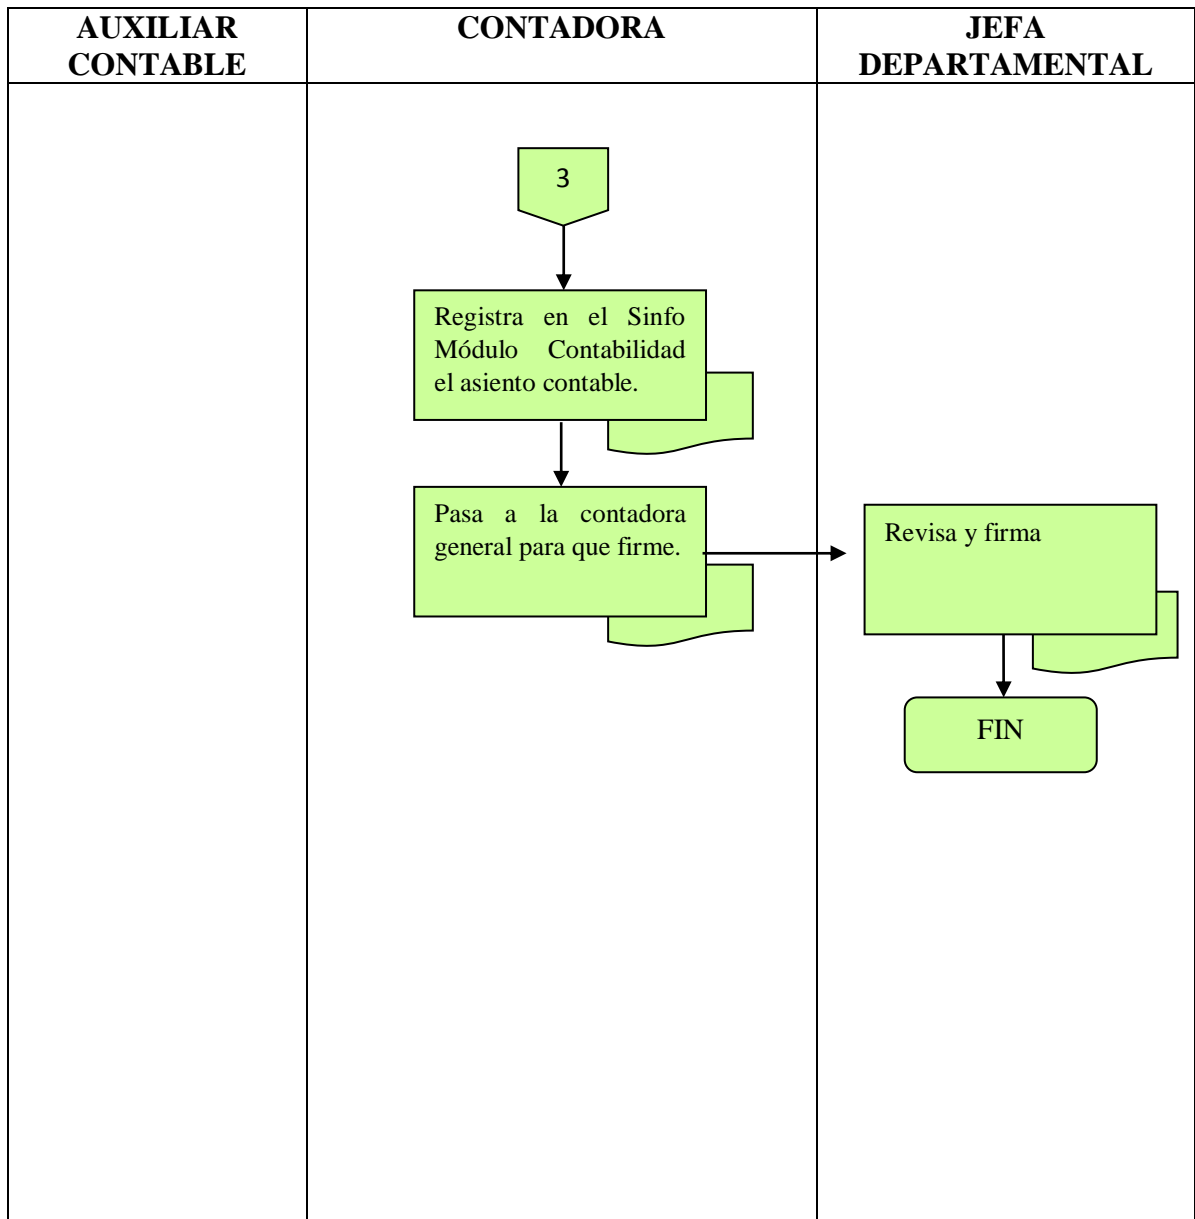 AUXILIAR
CONTABLE
CONTADORA
JEFA
DEPARTAMENTAL
3
Registra en el Sinfo
Módulo Contabilidad
el asiento contable.
Pasa a la contadora
general para que firme.
Revisa y firma
FIN